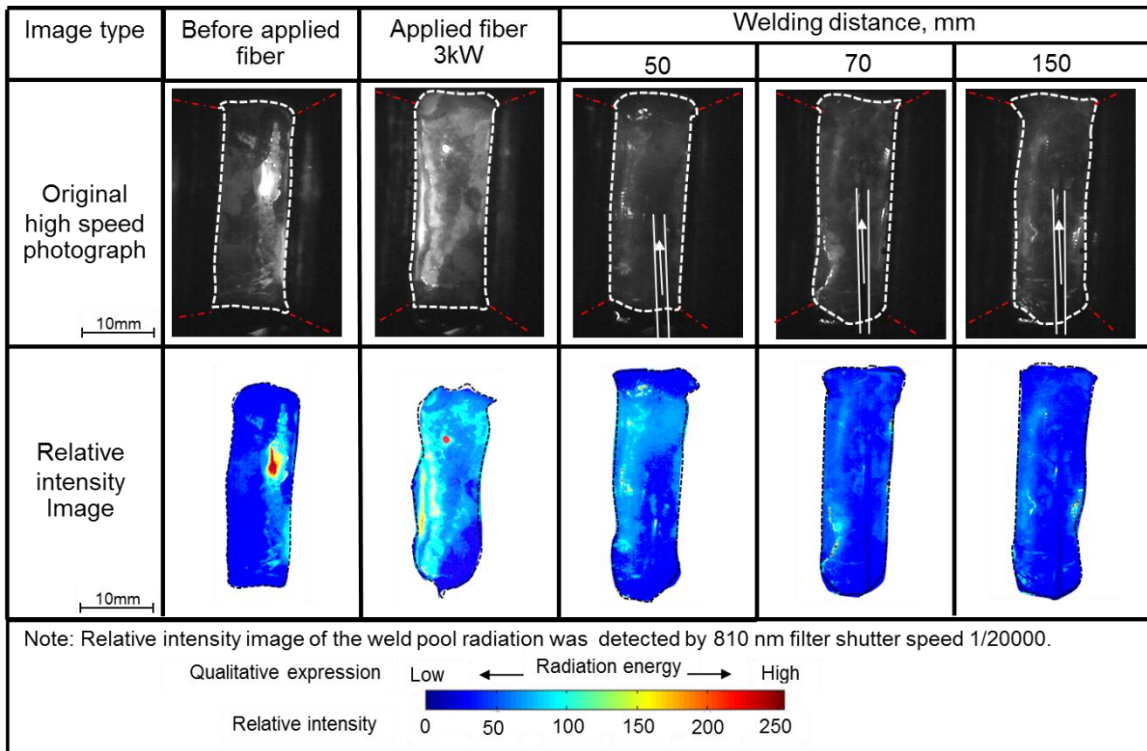 Image type
Before applied
fiber
Applied fiber
3kW
Welding distance, mm
50
70
150
Original
high speed
photograph
10mm
Relative
intensity
Image
10mm
Note: Relative intensity image of the weld pool radiation was detected by 810 nm filter shutter speed 1/20000.
Qualitative expression Low Radiation energy High
Relative intensity 0 50 100 150 200 250